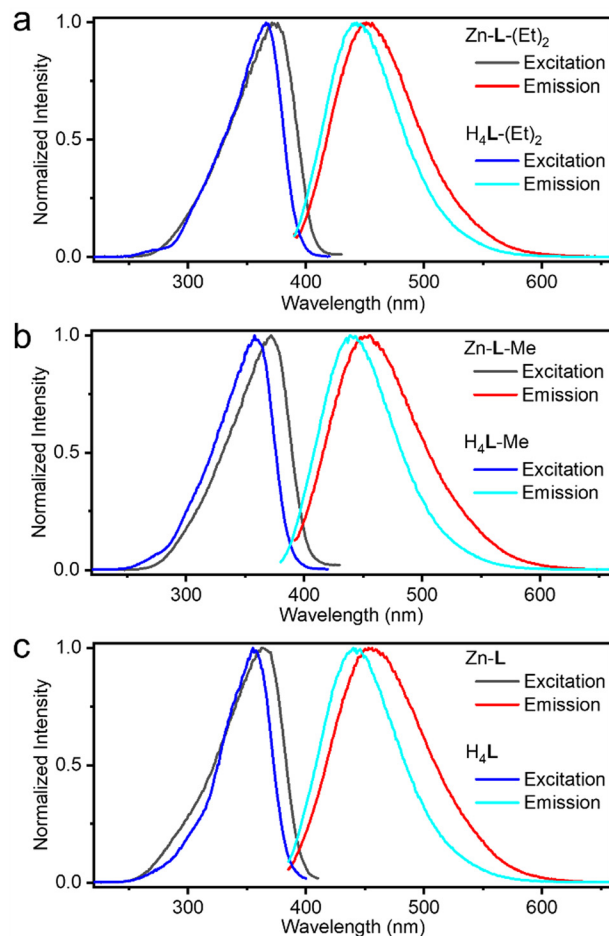 a
Zn-L-(Et)₂
Excitation
Emission
H₄L-(Et)₂
Excitation
Emission
Normalized Intensity
1.0
0.5
0.0
300 400 500 600
Wavelength (nm)
b
Zn-L-Me
Excitation
Emission
H₄L-Me
Excitation
Emission
Normalized Intensity
1.0
0.5
0.0
300 400 500 600
Wavelength (nm)
c
Zn-L
Excitation
Emission
H₄L
Excitation
Emission
Normalized Intensity
1.0
0.5
0.0
300 400 500 600
Wavelength (nm)